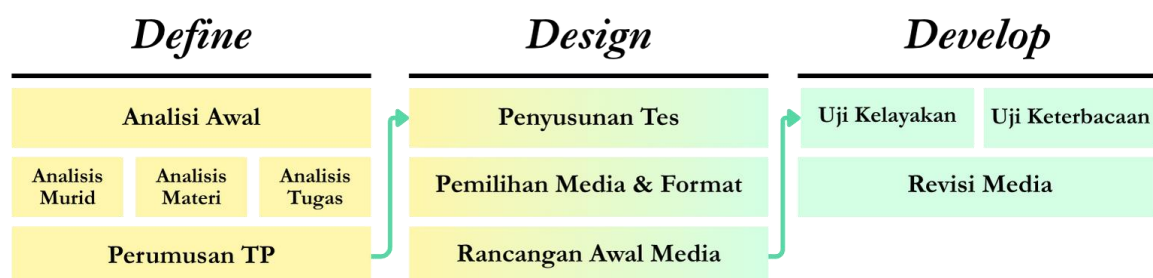 Define
Analisi Awal
Analisis
Murid
Analisis
Materi
Analisis
Tugas
Perumusan TP
Design
Penyusunan Tes
Pemilihan Media & Format
Rancangan Awal Media
Develop
Uji Kelayakan
Uji Keterbacaan
Revisi Media